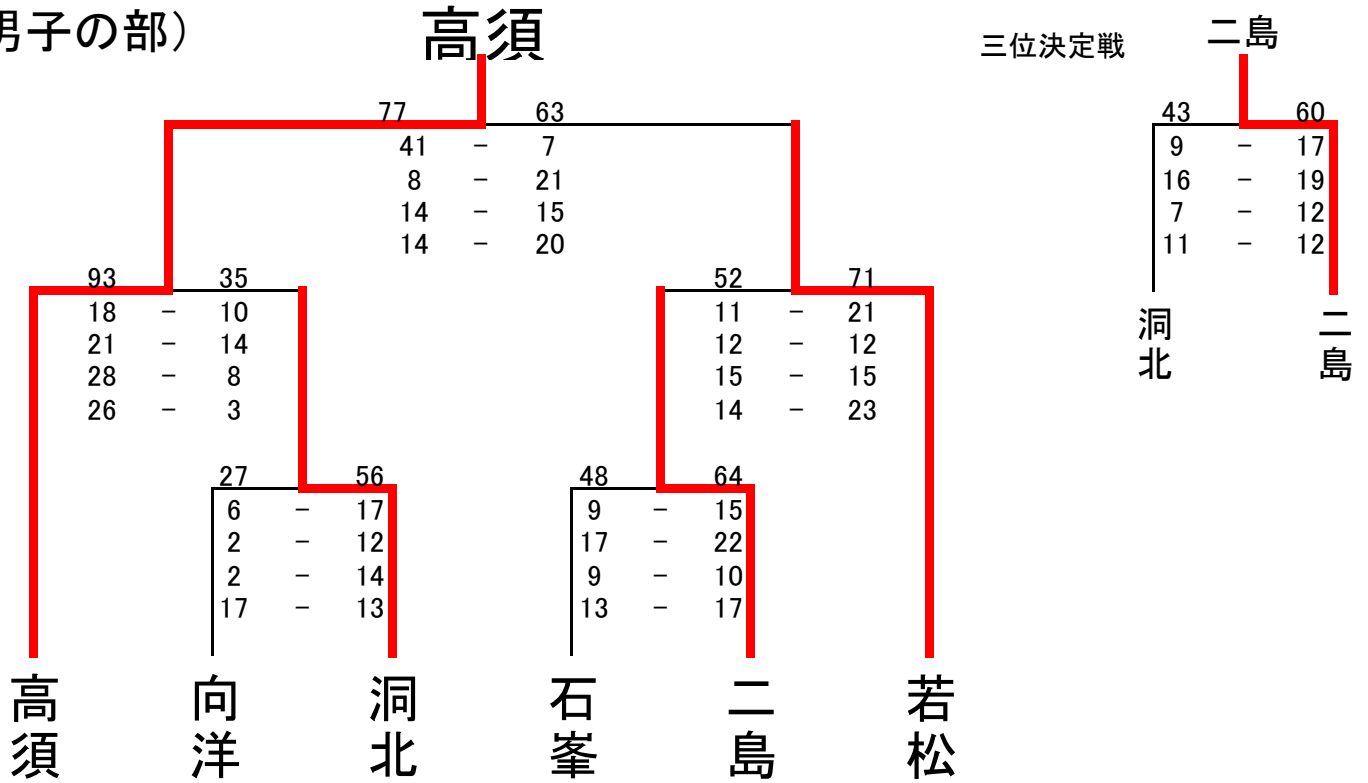 男子の部）
高須
三位決定戦
二島
77 63
41 － 7
8 － 21
14 － 15
14 － 20
43 60
9 － 17
16 － 19
7 － 12
11 － 12
洞北
二島
93 35
18 － 10
21 － 14
28 － 8
26 － 3
52 71
11 － 21
12 － 12
15 － 15
14 － 23
27 56
6 － 17
2 － 12
2 － 14
17 － 13
48 64
9 － 15
17 － 22
9 － 10
13 － 17
高須
向洋
洞北
石峯
二島
若松